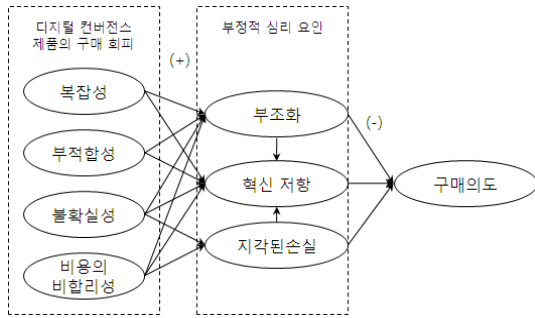 디지털 컨버전스
제품의 구매 회피
(+)
부정적 심리 요인
복잡성
부조화
(-)
부적합성
혁신 저항
구매의도
불확실성
지각된손실
비용의
비합리성